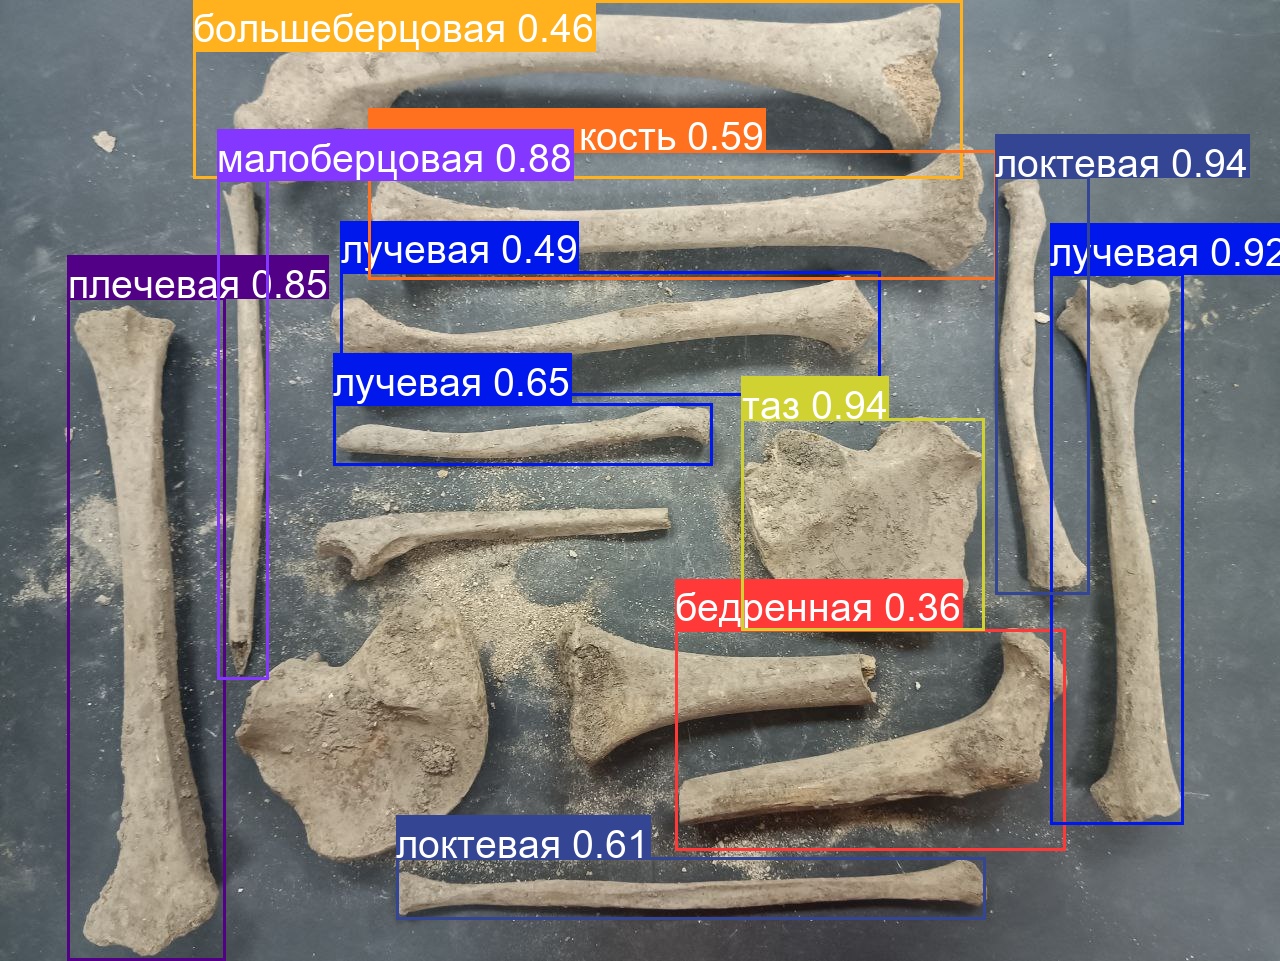 большеберцовая 0.46
кость 0.59
малоберцовая 0.88
локтевая 0.94
лучевая 0.49
лучевая 0.92
плечевая 0.85
лучевая 0.65
таз 0.94
бедренная 0.36
локтевая 0.61